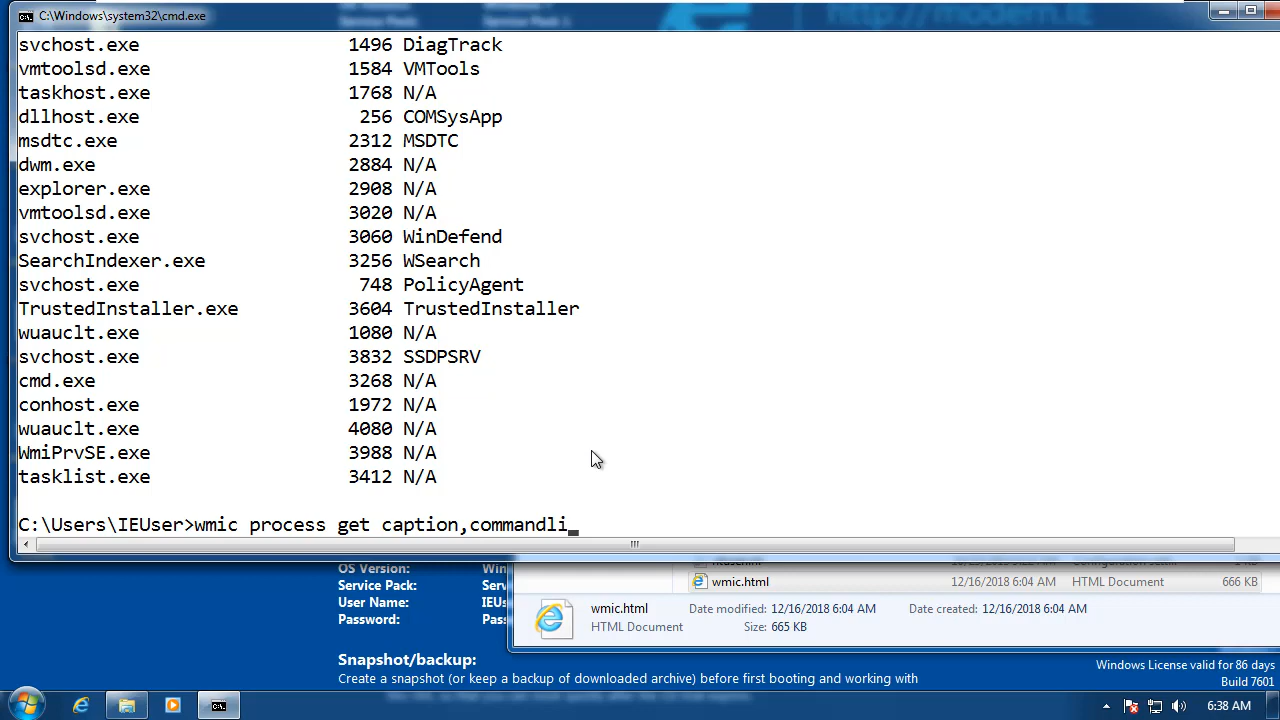 C:\Windows\system32\cmd.exe
http://modern.IE
svchost.exe 1496 DiagTrack
vmtoolsd.exe 1584 VMTools
taskhost.exe 1768 N/A
dllhost.exe 256 COMSysApp
msdtc.exe 2312 MSDTC
dwm.exe 2884 N/A
explorer.exe 2908 N/A
vmtoolsd.exe 3020 N/A
svchost.exe 3060 WinDefend
SearchIndexer.exe 3256 WSearch
svchost.exe 748 PolicyAgent
TrustedInstaller.exe 3604 TrustedInstaller
wuauclt.exe 1080 N/A
svchost.exe 3832 SSDPSRV
cmd.exe 3268 N/A
conhost.exe 1972 N/A
wuauclt.exe 4080 N/A
WmiPrvSE.exe 3988 N/A
tasklist.exe 3412 N/A
C:\Users\IEUser>wmic process get caption,commandli
OS Version: Win
Service Pack: Serv
User Name: IEUs
Password: Pass
wmic.html 12/16/2018 6:04 AM HTML Document 666 KB
wmic.html Date modified: 12/16/2018 6:04 AM Date created: 12/16/2018 6:04 AM
HTML Document Size: 665 KB
Snapshot/backup:
Create a snapshot (or keep a backup of downloaded archive) before first booting and working with
Windows License valid for 86 days
Build 7601
6:38 AM